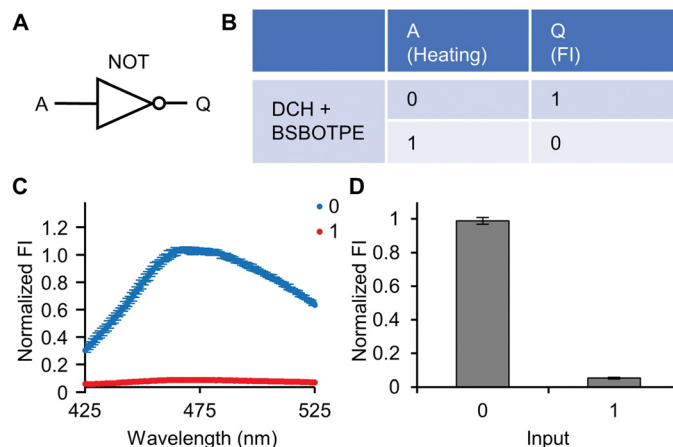 A
NOT
A
Q
B
A
(Heating)
Q
(FI)
DCH +
BSBOTPE
0
1
1
0
C
0
1
Normalized FI
1.2
1.0
0.8
0.6
0.4
0.2
0
425
475
525
Wavelength (nm)
D
Normalized FI
1
0.8
0.6
0.4
0.2
0
0
1
Input